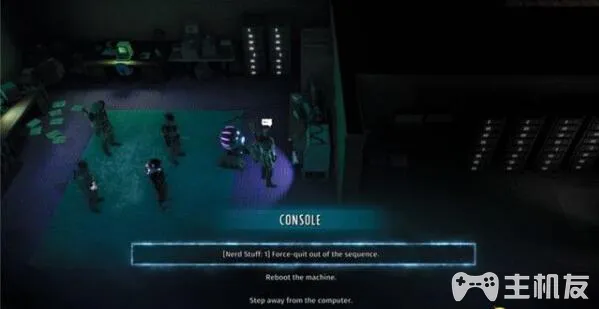 CONSOLE
[Nerd Stuff: 1] Force-quit out of the sequence.
Reboot the machine.
Step away from the computer.
主机友